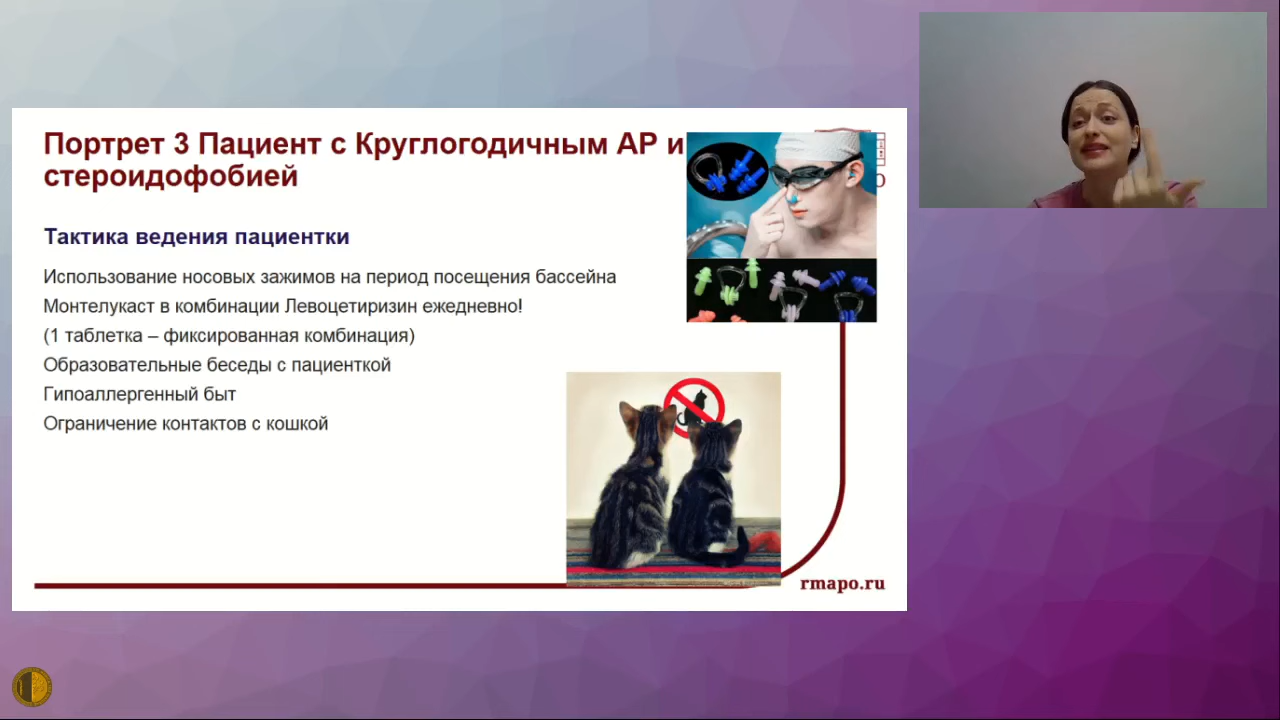 Портрет 3 Пациент с Круглогодичным АР и
стероидофобией
Тактика ведения пациентки
Использование носовых зажимов на период посещения бассейна
Монтелукаст в комбинации Левоцетиризин ежедневно!
(1 таблетка – фиксированная комбинация)
Образовательные беседы с пациенткой
Гипоаллергенный быт
Ограничение контактов с кошкой
rmapo.ru